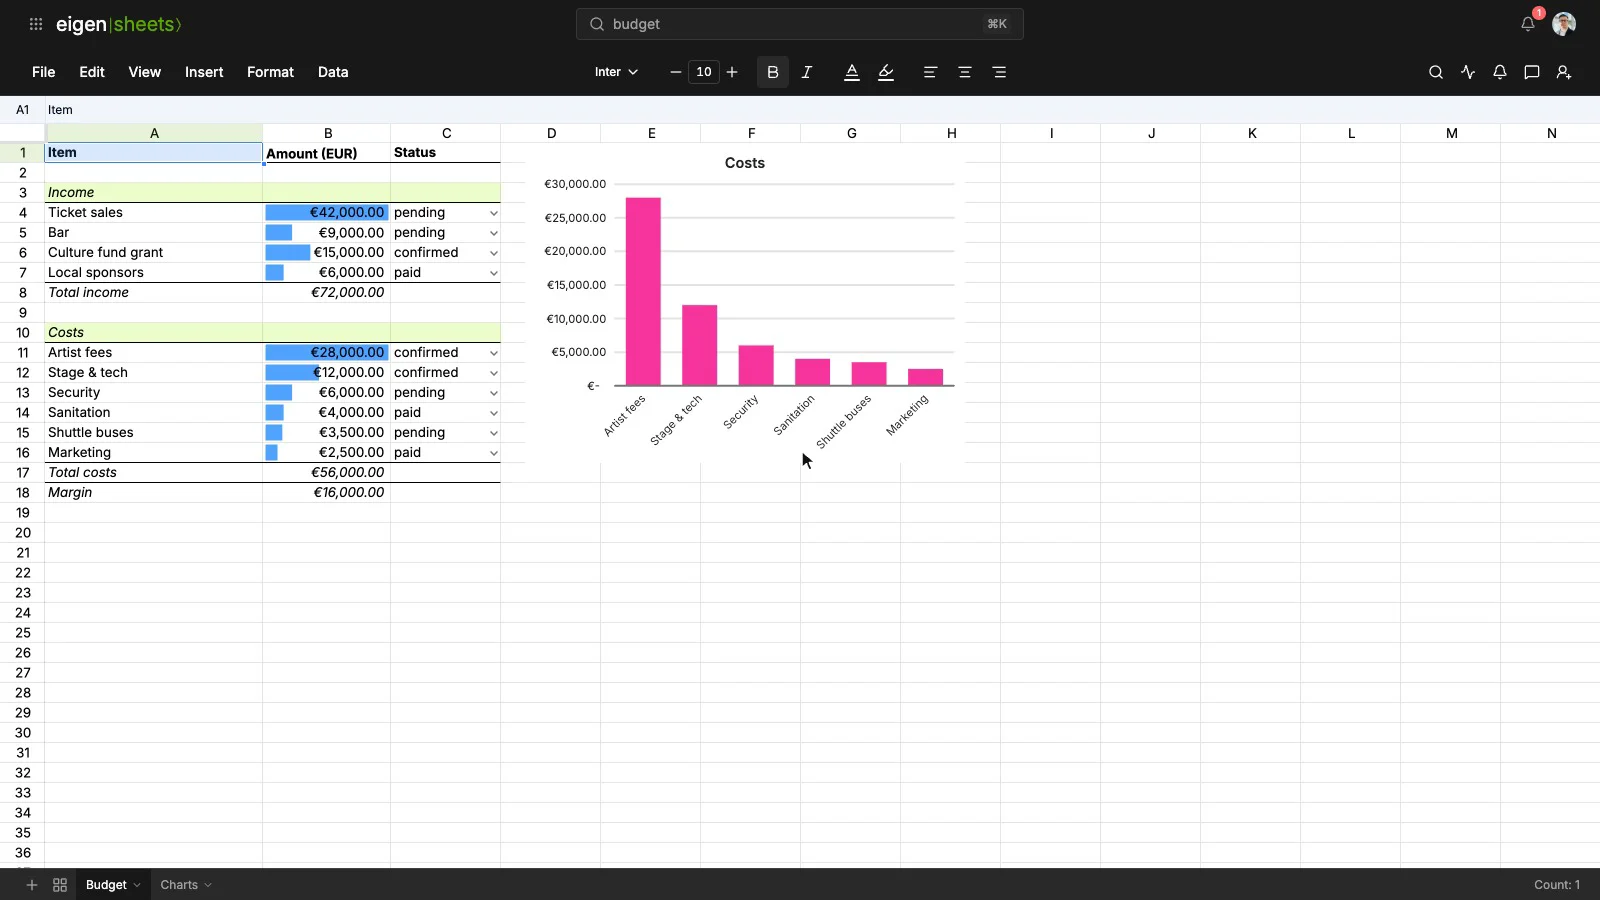 eigen|sheets⟩
budget
⌘K
1
File Edit View Insert Format Data
Inter
10
B I A
A1 Item
A B C D E F G H I J K L M N
1 Item Amount (EUR) Status
2
3 Income
4 Ticket sales €42,000.00 pending
5 Bar €9,000.00 pending
6 Culture fund grant €15,000.00 confirmed
7 Local sponsors €6,000.00 paid
8 Total income €72,000.00
9
10 Costs
11 Artist fees €28,000.00 confirmed
12 Stage & tech €12,000.00 confirmed
13 Security €6,000.00 pending
14 Sanitation €4,000.00 paid
15 Shuttle buses €3,500.00 pending
16 Marketing €2,500.00 paid
17 Total costs €56,000.00
18 Margin €16,000.00
19
20
21
22
23
24
25
26
27
28
29
30
31
32
33
34
35
36
Costs
€30,000.00
€25,000.00
€20,000.00
€15,000.00
€10,000.00
€5,000.00
€-
Artist fees
Stage & tech
Security
Sanitation
Shuttle buses
Marketing
Budget Charts
Count: 1